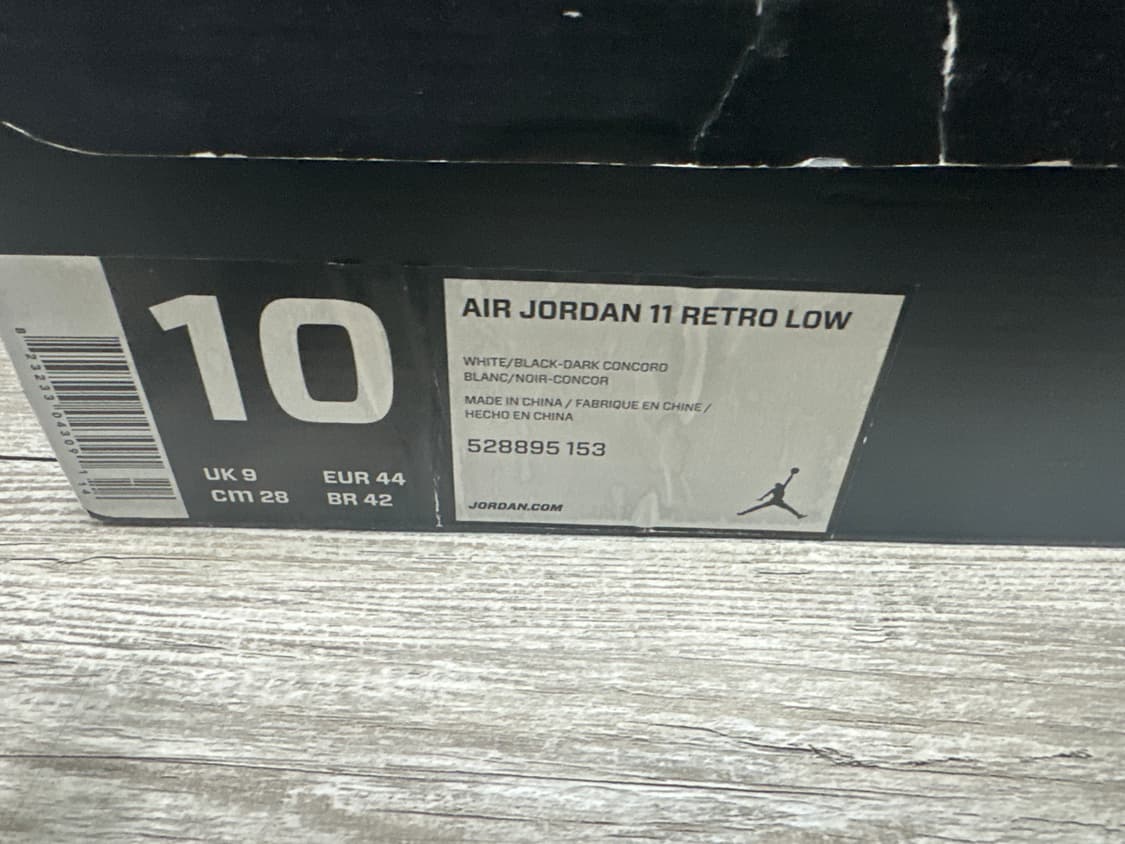 10
UK 9 EUR 44
cm 28 BR 42
AIR JORDAN 11 RETRO LOW
WHITE/BLACK-DARK CONCORD
BLANC/NOIR-CONCOR
MADE IN CHINA / FABRIQUE EN CHINE /
HECHO EN CHINA
528895 153
JORDAN.COM